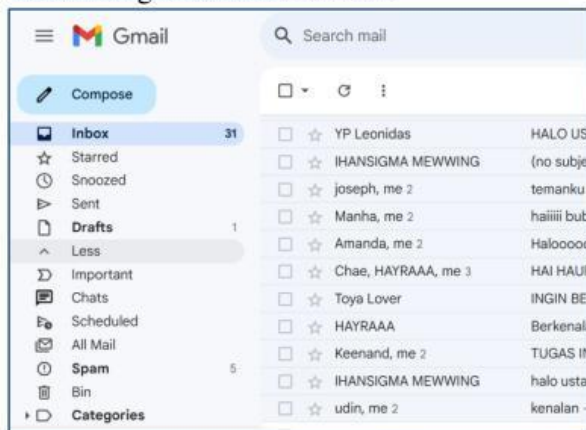 Gmail
Search mail
Compose
Inbox 31
Starred
Snoozed
Sent
Drafts 1
Less
Important
Chats
Scheduled
All Mail
Spam 5
Bin
Categories
YP Leonidas HALO US
IHANSIGMA MEWWING (no subje
joseph, me 2 temanku
Manha, me 2 haiiiii bub
Amanda, me 2 Halooooo
Chae, HAYRAAA, me 3 HAI HAU
Toya Lover INGIN BE
HAYRAAA Berkenal
Keenand, me 2 TUGAS I
IHANSIGMA MEWWING halo usta
udin, me 2 kenalan -